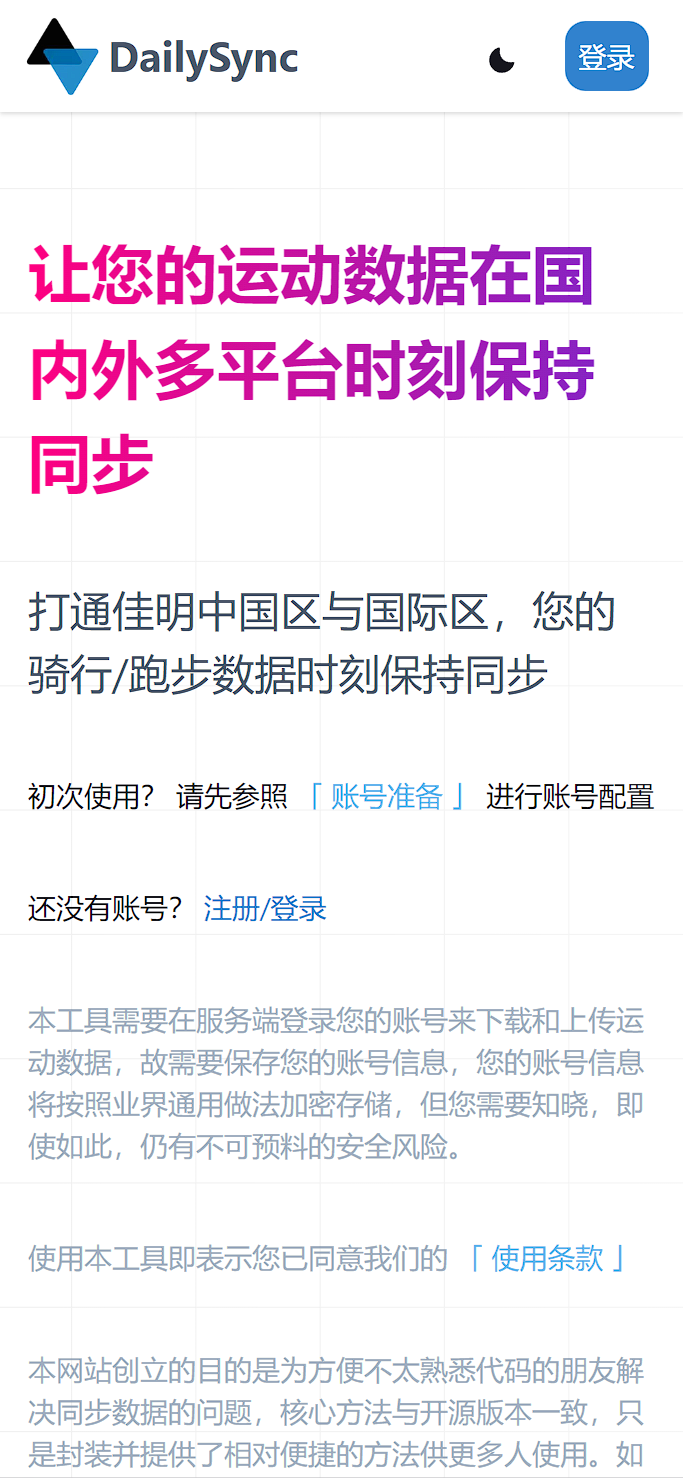 DailySync
登录
让您的运动数据在国
内外多平台时刻保持
同步
打通佳明中国区与国际区，您的
骑行/跑步数据时刻保持同步
初次使用？ 请先参照 「 账号准备 」 进行账号配置
还没有账号？ 注册/登录
本工具需要在服务端登录您的账号来下载和上传运
动数据，故需要保存您的账号信息，您的账号信息
将按照业界通用做法加密存储，但您需要知晓，即
使如此，仍有不可预料的安全风险。
使用本工具即表示您已同意我们的 「 使用条款 」
本网站创立的目的是为方便不太熟悉代码的朋友解
决同步数据的问题，核心方法与开源版本一致，只
是封装并提供了相对便捷的方法供更多人使用。如